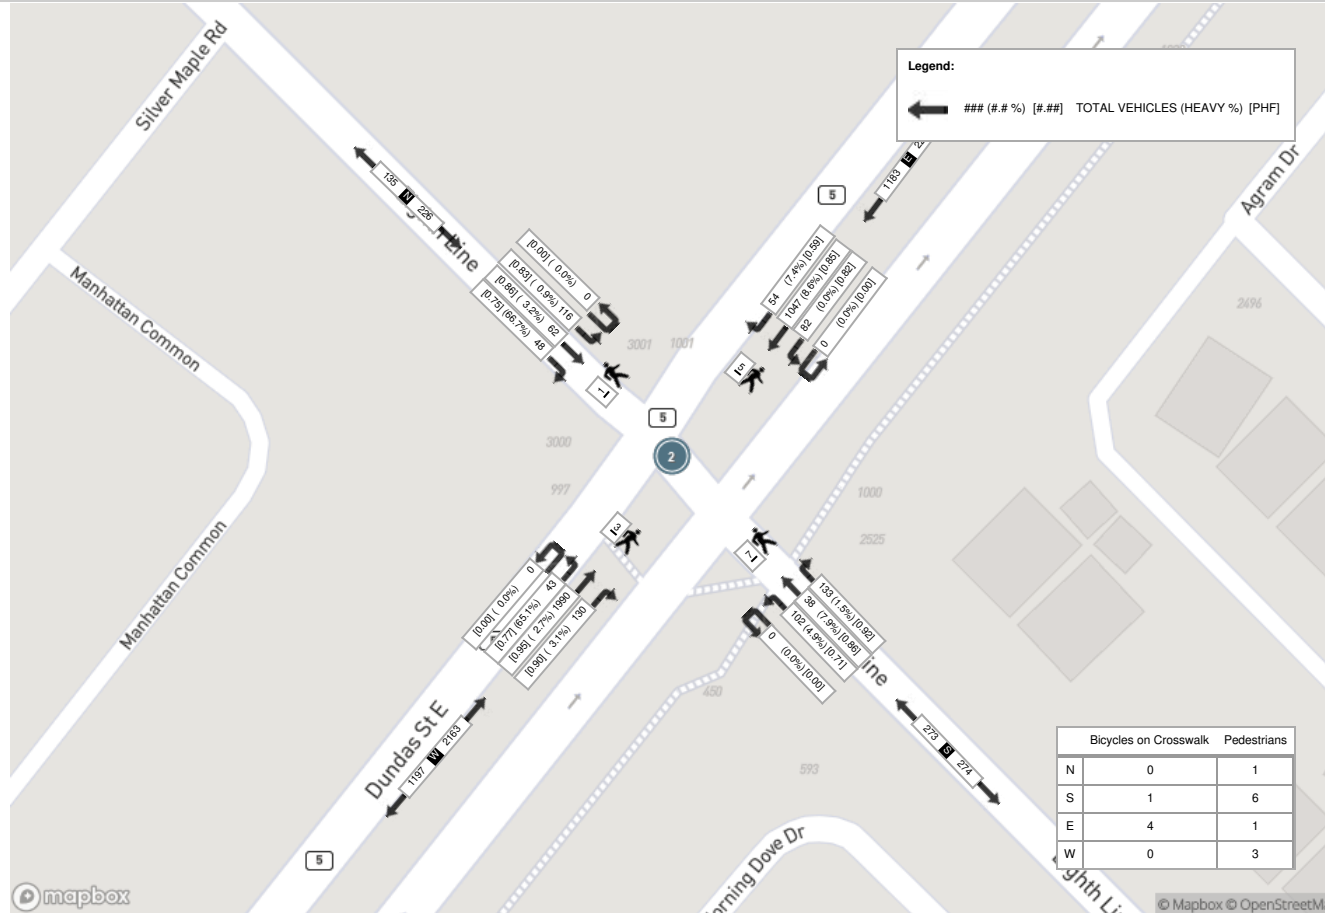 Silver Maple Rd
Legend:
### (#.# %) [#.##] TOTAL VEHICLES (HEAVY %) [PHF]
1183 E
Agram Dr
5
135 N 226
Line
Manhattan Common
[0.00] ( 0.0%) 0
[0.83] ( 0.9%) 116
[0.86] ( 3.2%) 62
[0.75] (66.7%) 48
54 (7.4%) [0.59]
1047 (8.6%) [0.85]
82 (0.0%) [0.82]
0 (0.0%) [0.00]
2496
3001
1001
1
5
5
2
3000
997
1000
2525
3
7
Manhattan Common
[0.00] ( 0.0%) 0
[0.77] (65.1%) 43
[0.95] ( 2.7%) 1990
[0.90] ( 3.1%) 130
133 (1.5%) [0.92]
38 (7.9%) [0.86]
102 (4.9%) [0.71]
0 (0.0%) [0.00]
ine
450
Dundas St E
1197 W 2163
273 S 274
593
Bicycles on Crosswalk Pedestrians
N 0 1
S 1 6
E 4 1
W 0 3
5
orning Dove Dr
ghth Li
mapbox
© Mapbox © OpenStreetM